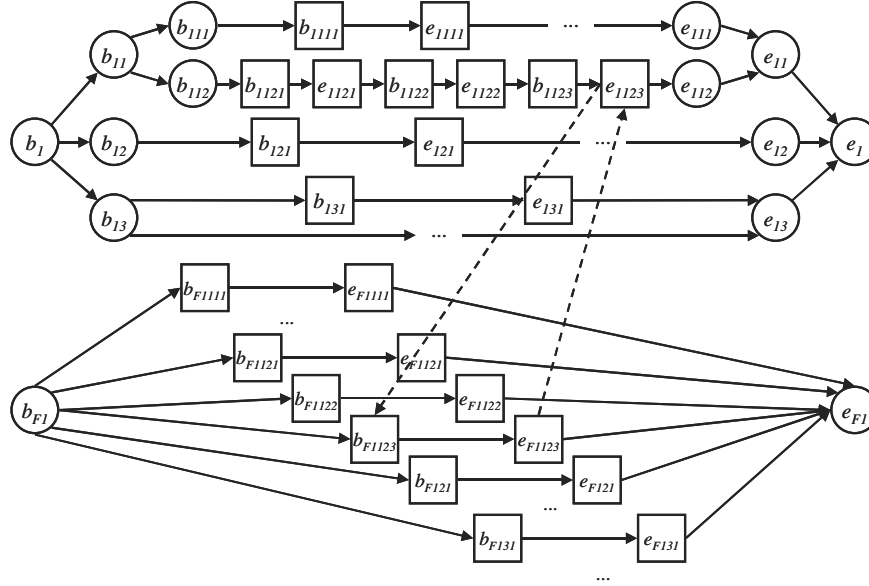 b111 b1111 e1111 ... e111
b11 e11
b112 b1121 e1121 b1122 e1122 b1123 e1123 e112
b1 b12 b121 e121 ... e12 e1
b131 e131
b13 e13
...
bF1111 eF1111
...
bF1121 eF1121
bF1122 eF1122
bF1 eF1
bF1123 eF1123
bF121 eF121
...
bF131 eF131
...